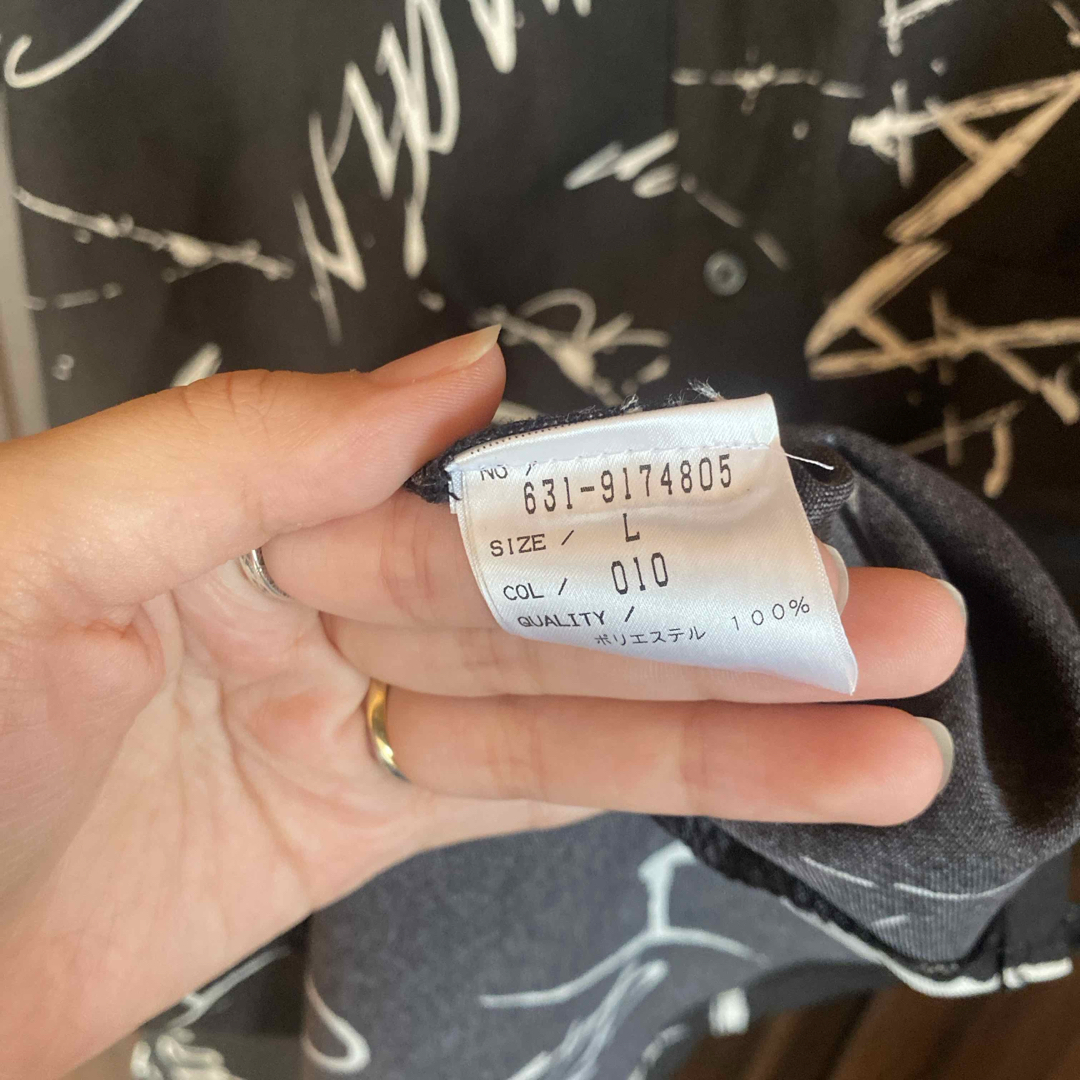 NO /
631-9174805
SIZE / L
COL / 010
QUALITY /
ポリエステル 100%